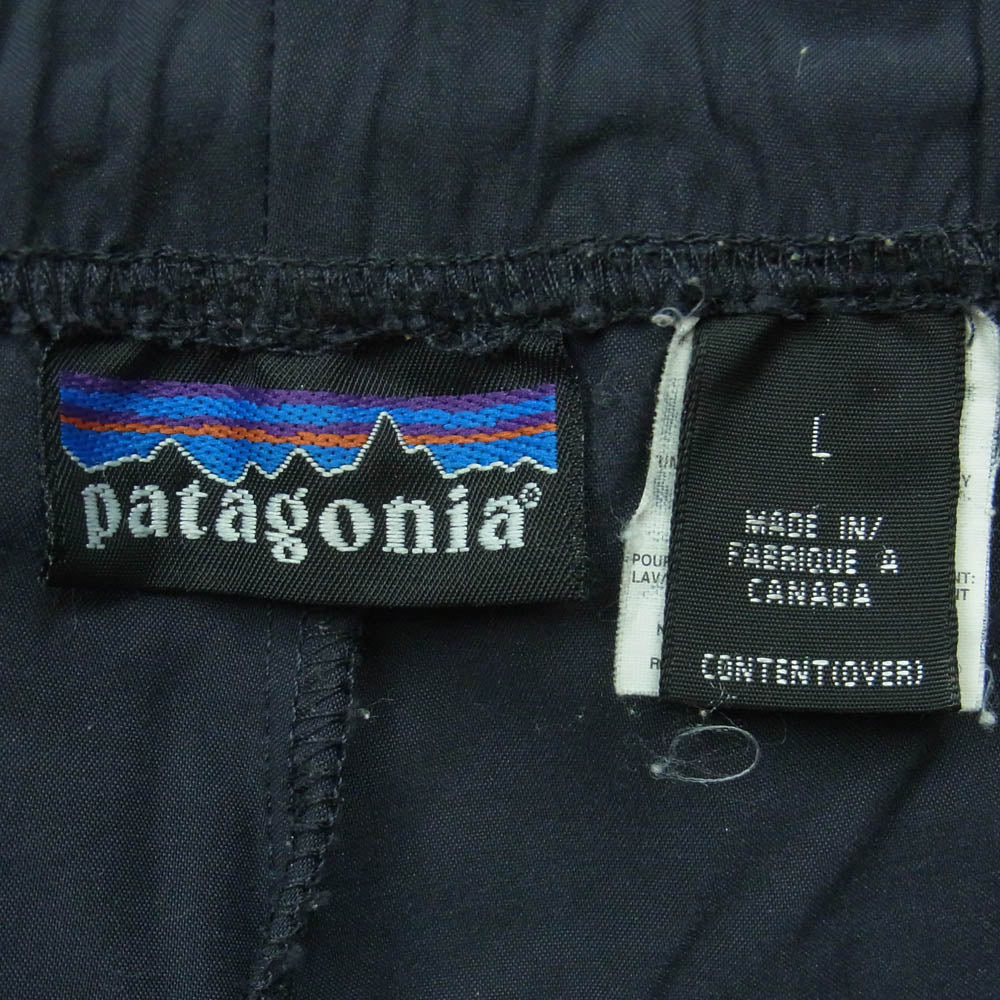 patagonia®
L
MADE IN/
FABRIQUE A
CANADA
CONTENT(OVER)